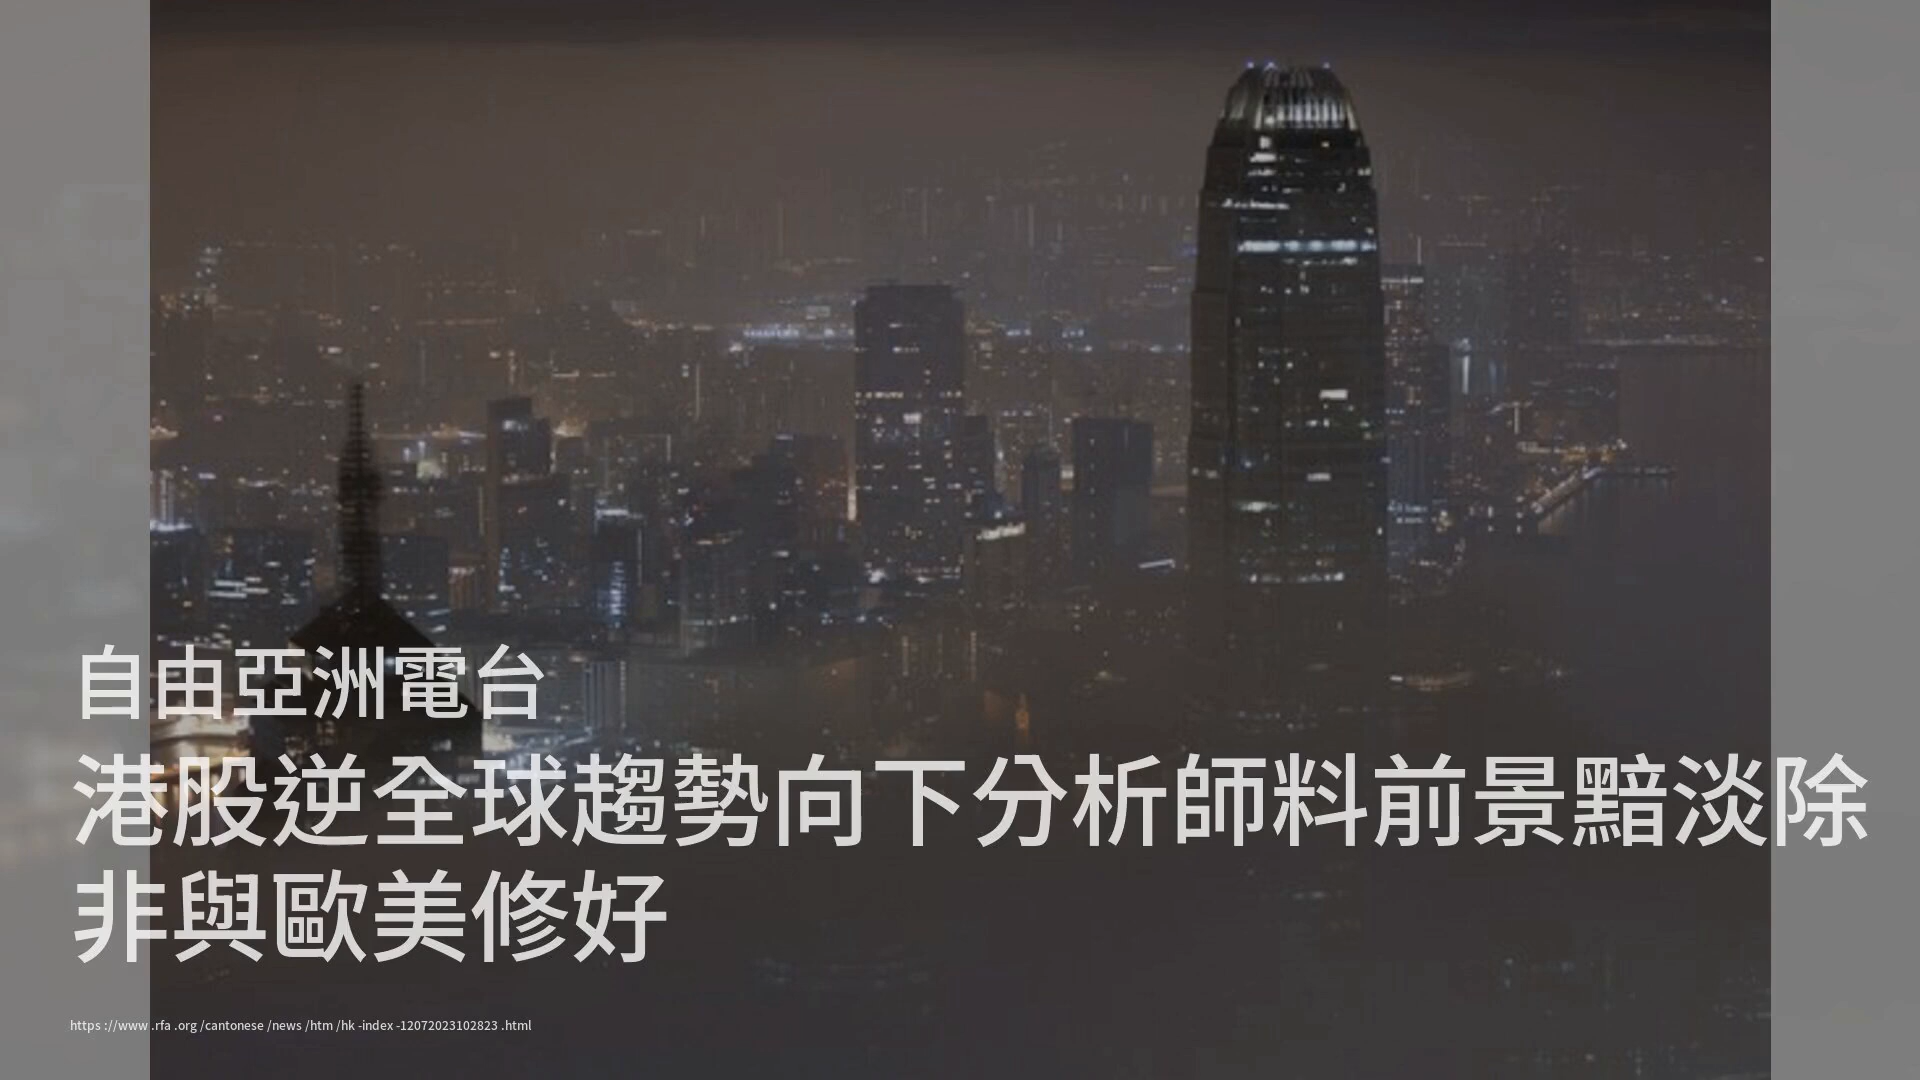 自由亞洲電台
港股逆全球趨勢向下分析師料前景黯淡除
非與歐美修好
https ://www .rfa .org /cantonese /news /htm /hk -index -12072023102823 .html